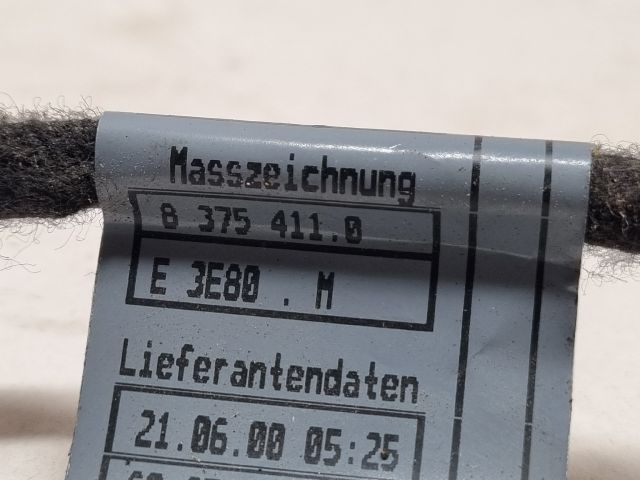 Masszeichnung
8 375 411.0
E 3E80 . M
Lieferantendaten
21.06.00 05:25